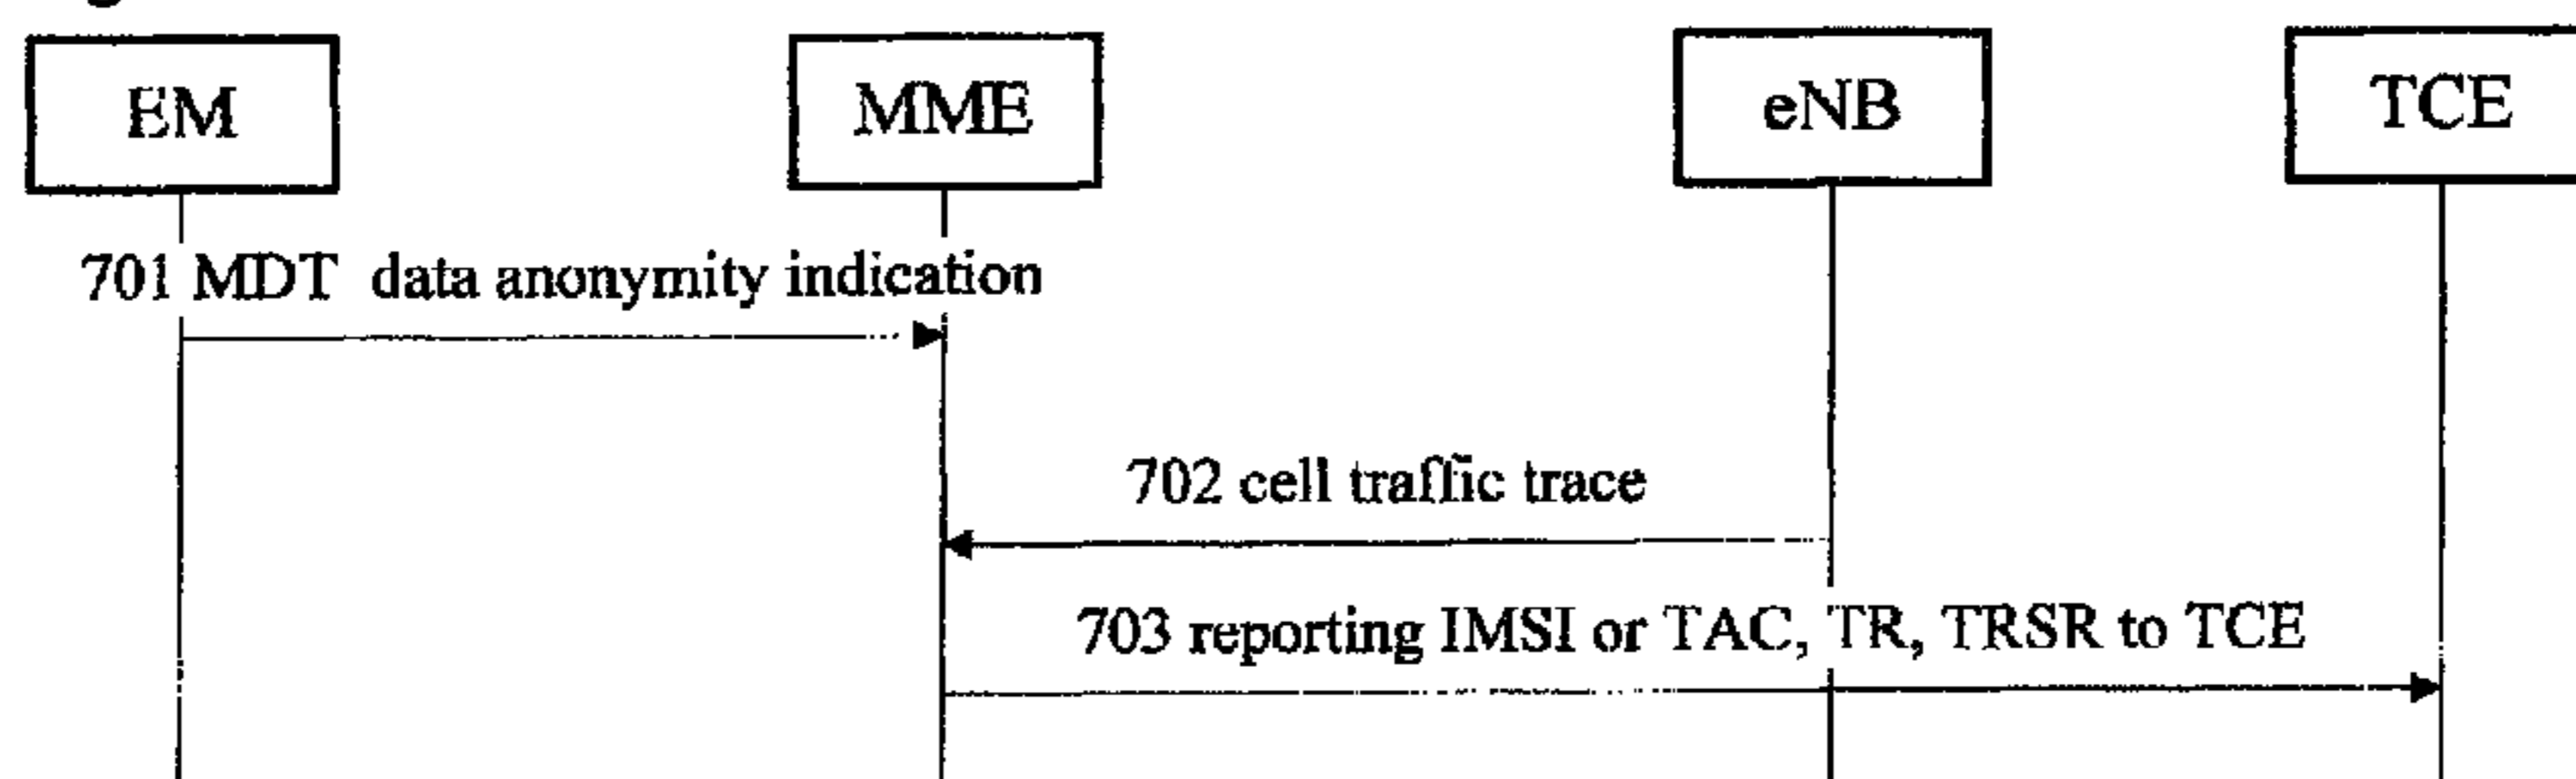 EM
MME
eNB
TCE
701 MDT data anonymity indication
702 cell traffic trace
703 reporting IMSI or TAC, TR, TRSR to TCE